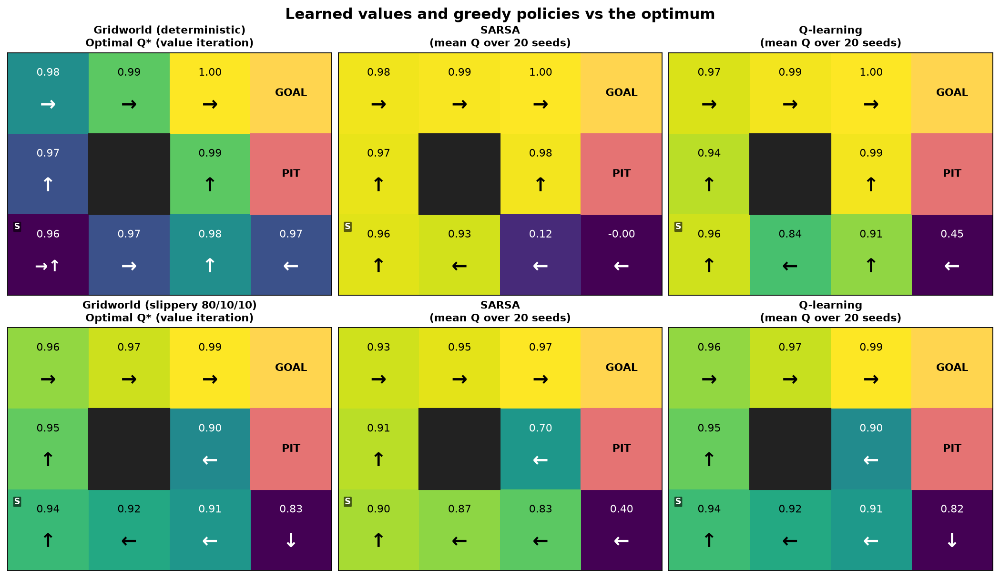 Learned values and greedy policies vs the optimum
Gridworld (deterministic)
Optimal Q* (value iteration)
0.98 0.99 1.00 GOAL
→ → →
0.97 0.99 PIT
↑ ↑
S 0.96 0.97 0.98 0.97
→↑ → ↑ ←
SARSA
(mean Q over 20 seeds)
0.98 0.99 1.00 GOAL
→ → →
0.97 0.98 PIT
↑ ↑
S 0.96 0.93 0.12 -0.00
↑ ← ← ←
Q-learning
(mean Q over 20 seeds)
0.97 0.99 1.00 GOAL
→ → →
0.94 0.99 PIT
↑ ↑
S 0.96 0.84 0.91 0.45
↑ ← ↑ ←
Gridworld (slippery 80/10/10)
Optimal Q* (value iteration)
0.96 0.97 0.99 GOAL
→ → →
0.95 0.90 PIT
↑ ←
S 0.94 0.92 0.91 0.83
↑ ← ← ↓
SARSA
(mean Q over 20 seeds)
0.93 0.95 0.97 GOAL
→ → →
0.91 0.70 PIT
↑ ←
S 0.90 0.87 0.83 0.40
↑ ← ← ←
Q-learning
(mean Q over 20 seeds)
0.96 0.97 0.99 GOAL
→ → →
0.95 0.90 PIT
↑ ←
S 0.94 0.92 0.91 0.82
↑ ← ← ↓